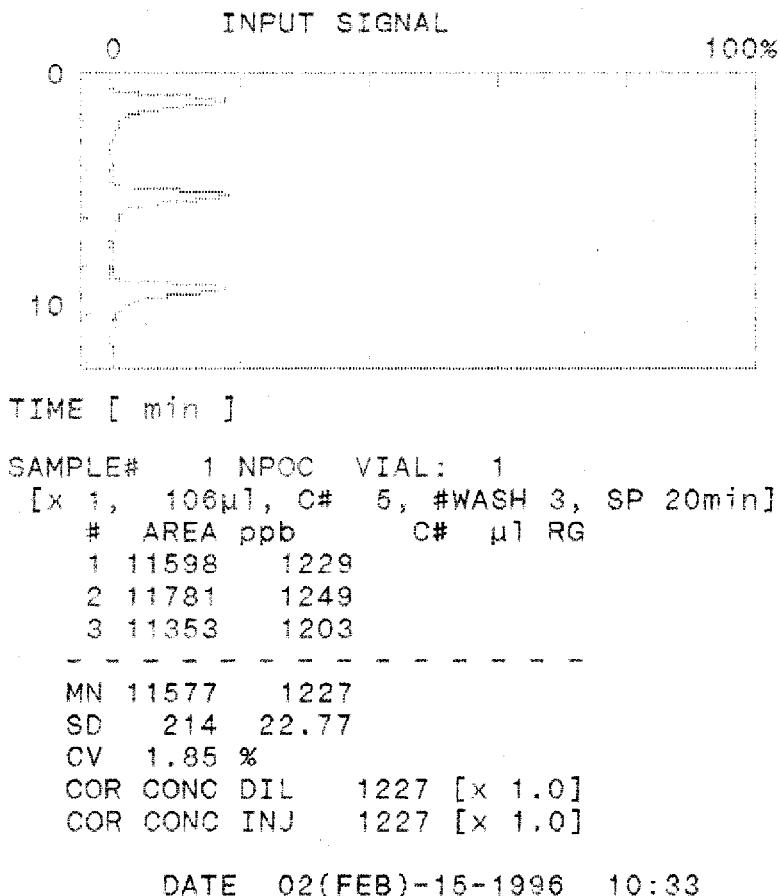 INPUT SIGNAL
0 100%
0
10
TIME [ min ]
SAMPLE# 1 NPOC VIAL: 1
[x 1, 106µl], C# 5, #WASH 3, SP 20min]
# AREA ppb C# µl RG
1 11598 1229
2 11781 1249
3 11353 1203
- - - - - - - - - - - - - -
MN 11577 1227
SD 214 22.77
CV 1.85 %
COR CONC DIL 1227 [x 1.0]
COR CONC INJ 1227 [x 1.0]
DATE 02(FEB)-15-1996 10:33